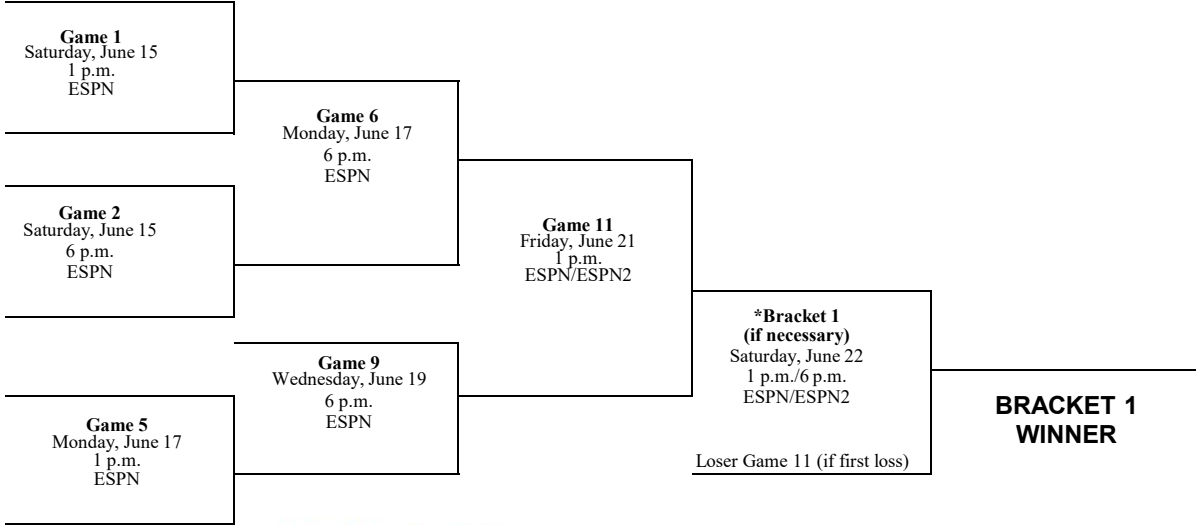 Game 1
Saturday, June 15
1 p.m.
ESPN
Game 2
Saturday, June 15
6 p.m.
ESPN
Game 5
Monday, June 17
1 p.m.
ESPN
Game 6
Monday, June 17
6 p.m.
ESPN
Game 9
Wednesday, June 19
6 p.m.
ESPN
Game 11
Friday, June 21
1 p.m.
ESPN/ESPN2
*Bracket 1
(if necessary)
Saturday, June 22
1 p.m./6 p.m.
ESPN/ESPN2
Loser Game 11 (if first loss)
BRACKET 1
WINNER